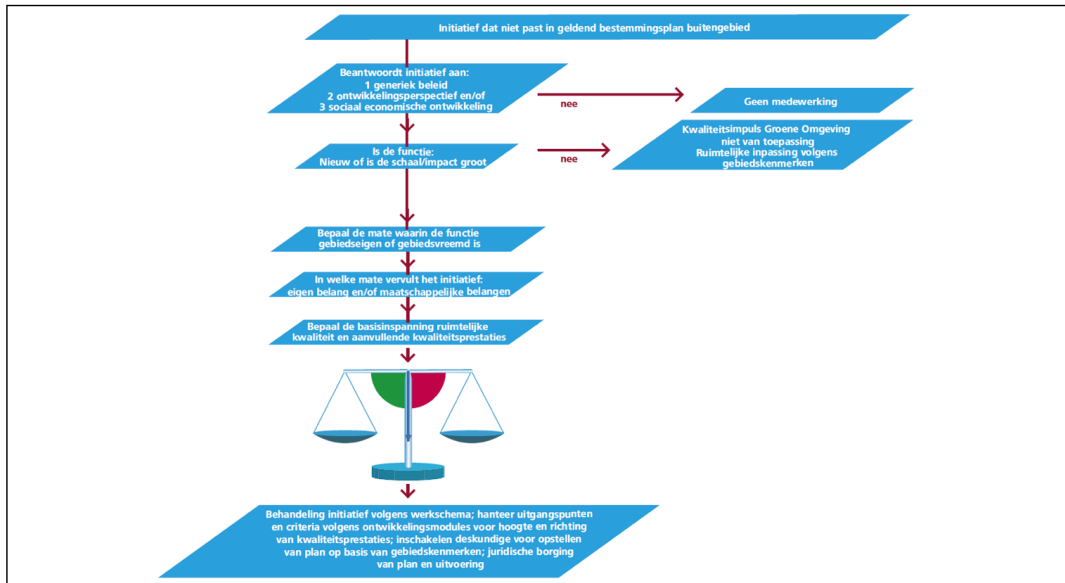 Initiatief dat niet past in geldend bestemmingsplan buitengebied
Beantwoordt initiatief aan:
1 generiek beleid
2 ontwikkelingsperspectief en/of
3 sociaal economische ontwikkeling
nee
Geen medewerking
Is de functie:
Nieuw of is de schaal/impact groot
nee
Kwaliteitsimpuls Groene Omgeving
niet van toepassing
Ruimtelijke inpassing volgens
gebiedskenmerken
Bepaal de mate waarin de functie
gebiedseigen of gebiedsvreemd is
In welke mate vervult het initiatief:
eigen belang en/of maatschappelijke belangen
Bepaal de basisinspanning ruimtelijke
kwaliteit en aanvullende kwaliteitsprestaties
Behandeling initiatief volgens werkschema; hanteer uitgangspunten
en criteria volgens ontwikkelingsmodules voor hoogte en richting
van kwaliteitsprestaties; inschakelen deskundige voor opstellen
van plan op basis van gebiedskenmerken; juridische borging
van plan en uitvoering